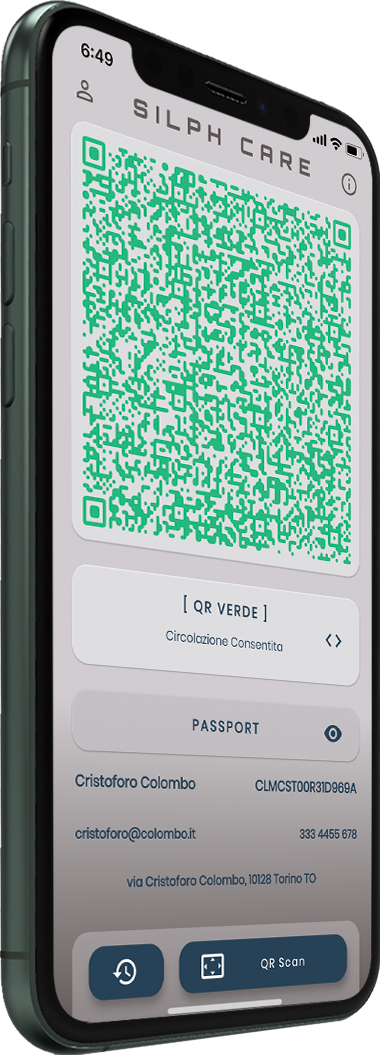 6:49
SILPH CARE
[ QR VERDE ]
Circolazione Consentita
PASSPORT
Cristoforo Colombo CLMCST00R31D969A
cristoforo@colombo.it 333 4455 678
via Cristoforo Colombo, 10128 Torino TO
QR Scan